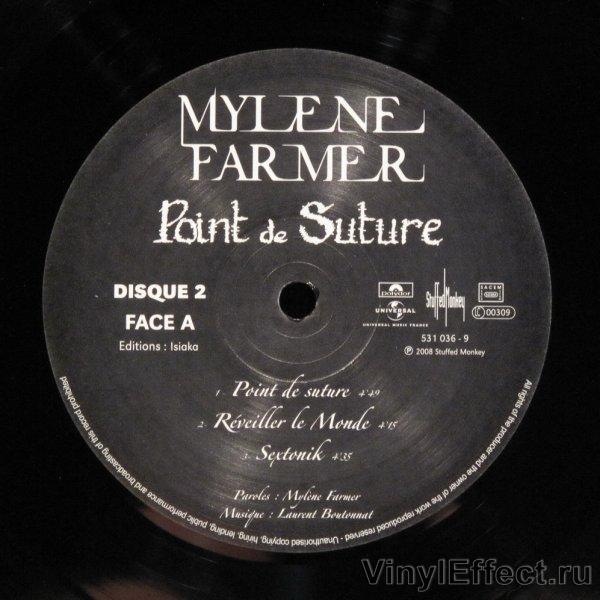 MYLENE
FARMER
Point de Suture
DISQUE 2
FACE A
Editions : Isiaka
polydor
UNIVERSAL
UNIVERSAL MUSIC FRANCE
StuffedMonkey
SACEM
LC 00309
531 036 - 9
℗ 2008 Stuffed Monkey
1. Point de suture 4'49
2. Réveiller le Monde 4'15
3. Sextonik 4'35
Paroles : Mylène Farmer
Musique : Laurent Boutonnat
All rights of the producer and the owner of the work reproduced reserved - Unauthorised copying, hiring, lending, public performance and broadcasting of this record prohibited
VinylEffect.ru